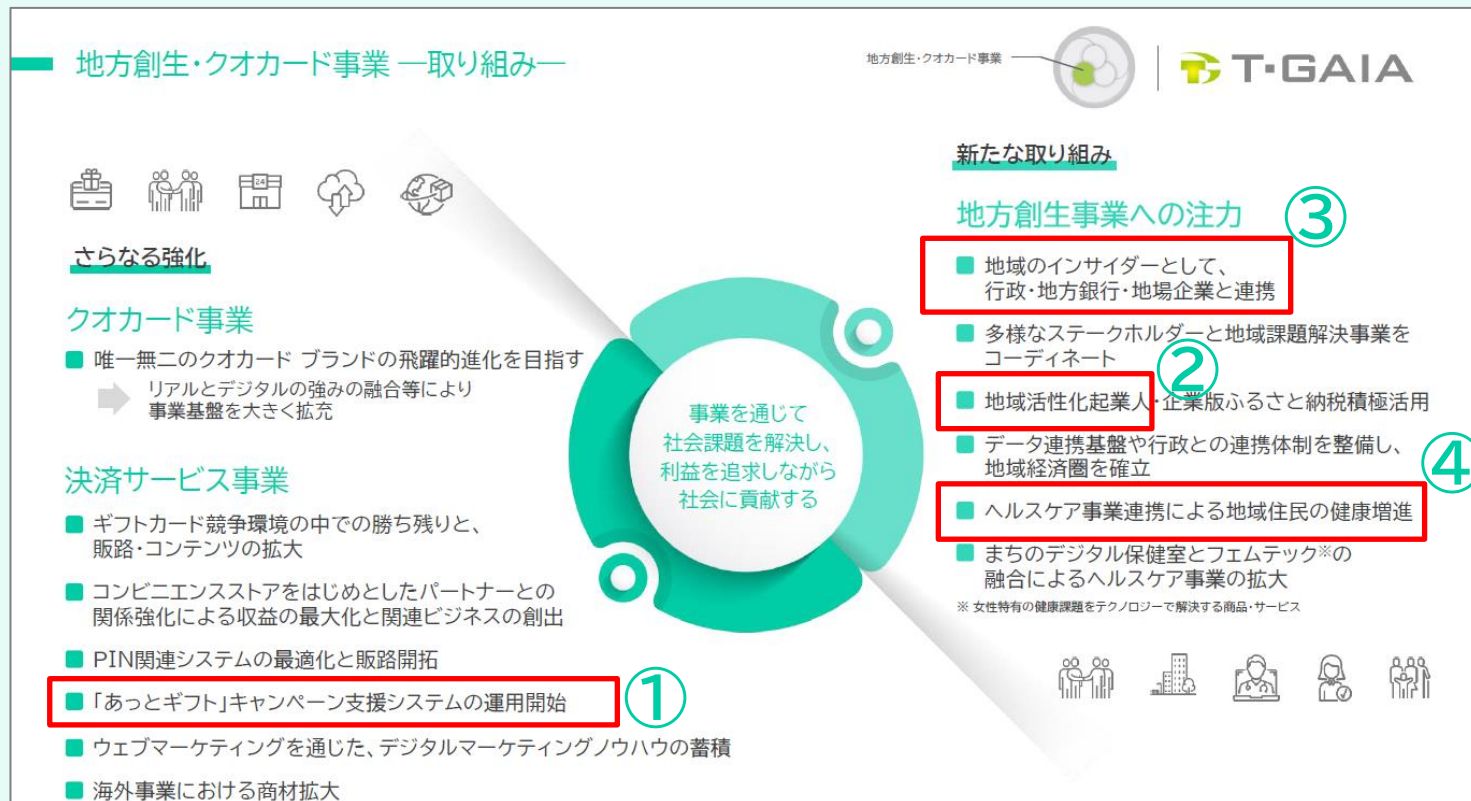 地方創生・クオカード事業 ―取り組み―
地方創生・クオカード事業
T・GAIA
さらなる強化
クオカード事業
唯一無二のクオカード ブランドの飛躍的進化を目指す
リアルとデジタルの強みの融合等により
事業基盤を大きく拡充
決済サービス事業
ギフトカード競争環境の中での勝ち残りと、
販路・コンテンツの拡大
コンビニエンスストアをはじめとしたパートナーとの
関係強化による収益の最大化と関連ビジネスの創出
PIN関連システムの最適化と販路開拓
「あっとギフト」キャンペーン支援システムの運用開始
①
ウェブマーケティングを通じた、デジタルマーケティングノウハウの蓄積
海外事業における商材拡大
事業を通じて
社会課題を解決し、
利益を追求しながら
社会に貢献する
新たな取り組み
地方創生事業への注力
③
地域のインサイダーとして、
行政・地方銀行・地場企業と連携
多様なステークホルダーと地域課題解決事業を
コーディネート
②
地域活性化起業人・企業版ふるさと納税積極活用
データ連携基盤や行政との連携体制を整備し、
地域経済圏を確立
④
ヘルスケア事業連携による地域住民の健康増進
まちのデジタル保健室とフェムテック※の
融合によるヘルスケア事業の拡大
※ 女性特有の健康課題をテクノロジーで解決する商品・サービス
24